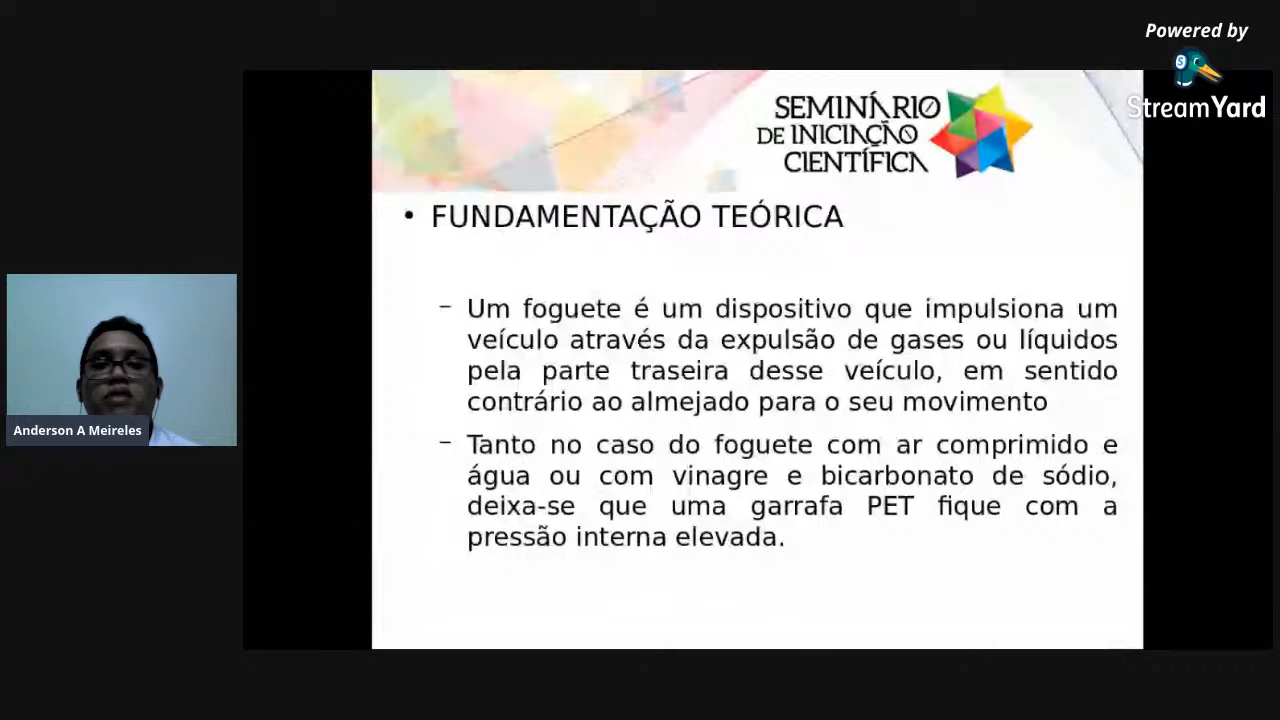 Powered by
StreamYard
SEMINÁRIO
DE INICIAÇÃO
CIENTÍFICA
• FUNDAMENTAÇÃO TEÓRICA
– Um foguete é um dispositivo que impulsiona um
veículo através da expulsão de gases ou líquidos
pela parte traseira desse veículo, em sentido
contrário ao almejado para o seu movimento
– Tanto no caso do foguete com ar comprimido e
água ou com vinagre e bicarbonato de sódio,
deixa-se que uma garrafa PET fique com a
pressão interna elevada.
Anderson A Meireles